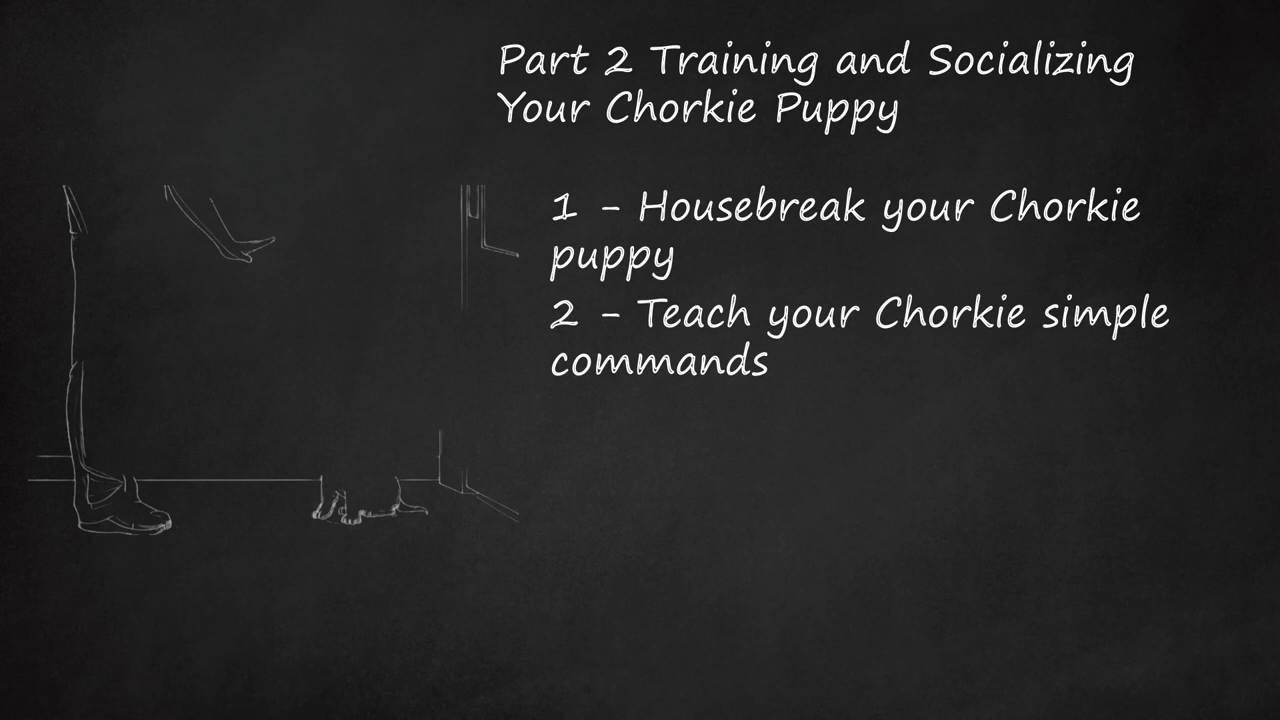 Part 2 Training and Socializing
Your Chorkie Puppy
1 - Housebreak your Chorkie
puppy
2 - Teach your Chorkie simple
commands